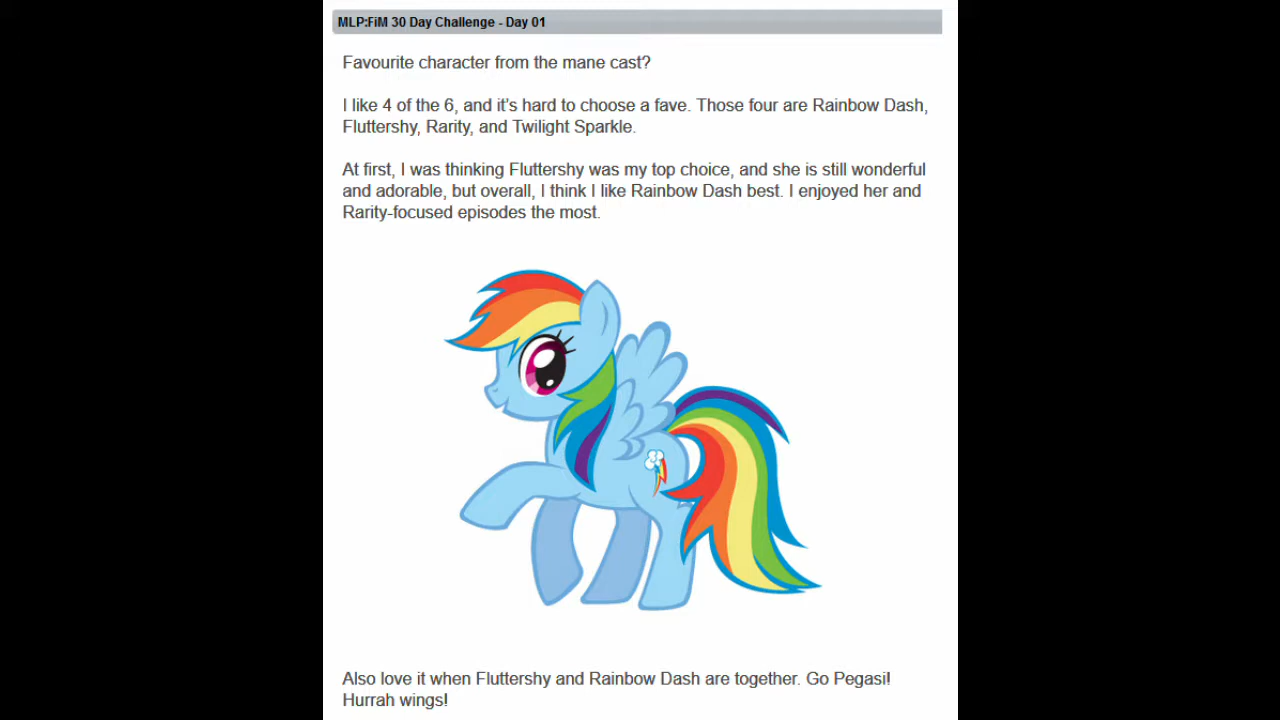 MLP:FiM 30 Day Challenge - Day 01
Favourite character from the mane cast?
I like 4 of the 6, and it's hard to choose a fave. Those four are Rainbow Dash,
Fluttershy, Rarity, and Twilight Sparkle.
At first, I was thinking Fluttershy was my top choice, and she is still wonderful
and adorable, but overall, I think I like Rainbow Dash best. I enjoyed her and
Rarity-focused episodes the most.
Also love it when Fluttershy and Rainbow Dash are together. Go Pegasi!
Hurrah wings!